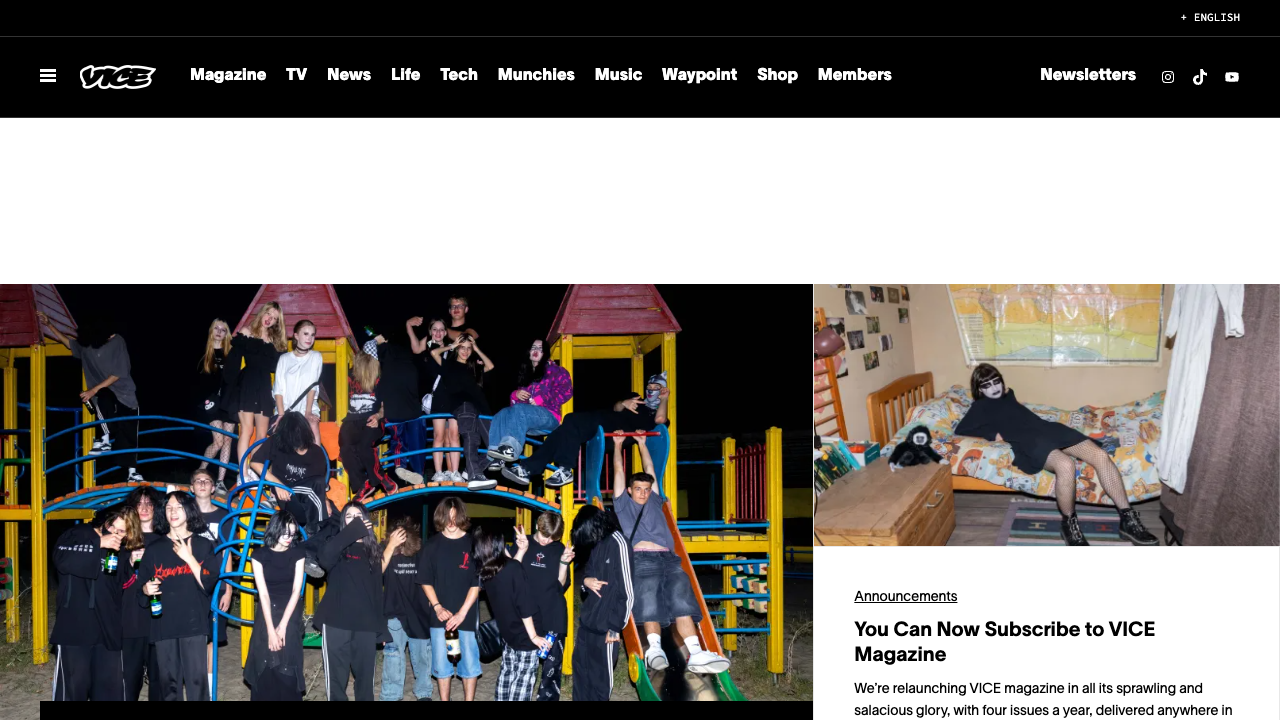 + ENGLISH
VICE
Magazine TV News Life Tech Munchies Music Waypoint Shop Members Newsletters
Announcements
You Can Now Subscribe to VICE
Magazine
We're relaunching VICE magazine in all its sprawling and
salacious glory, with four issues a year, delivered anywhere in